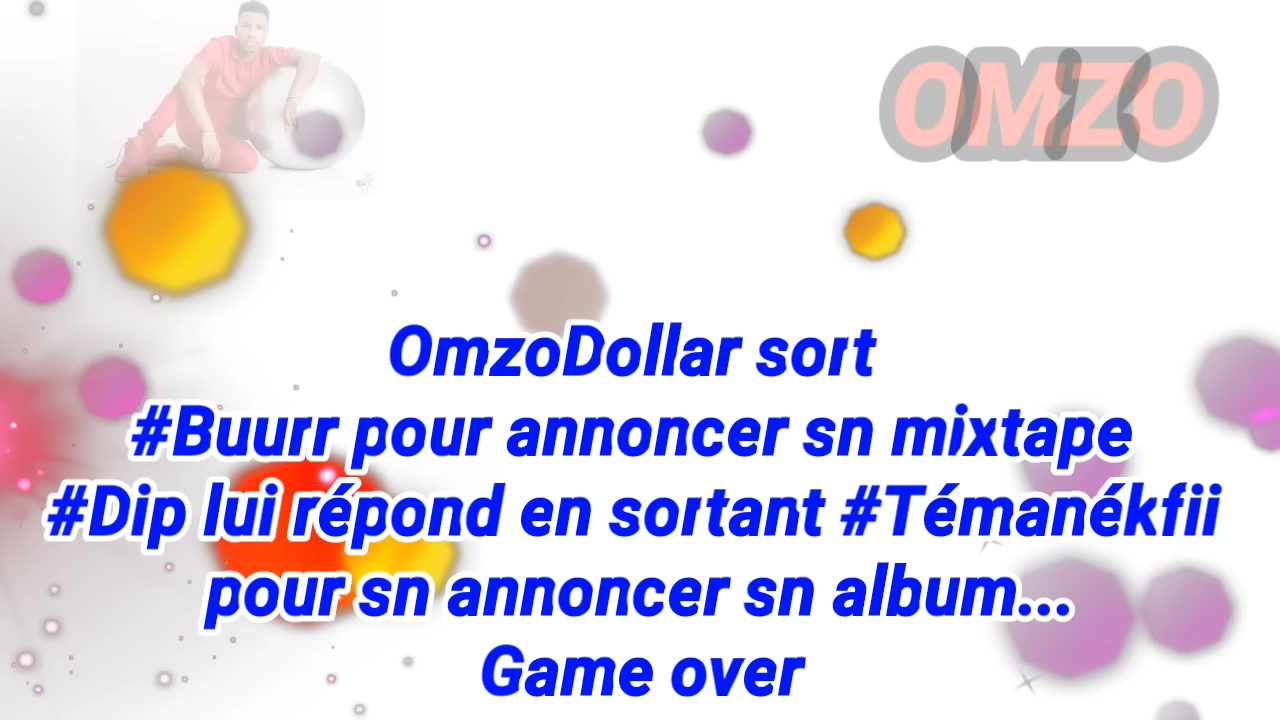 OMZO
OmzoDollar sort
#Buurr pour annoncer sn mixtape
#Dip lui répond en sortant #Témanékfii
pour sn annoncer sn album...
Game over